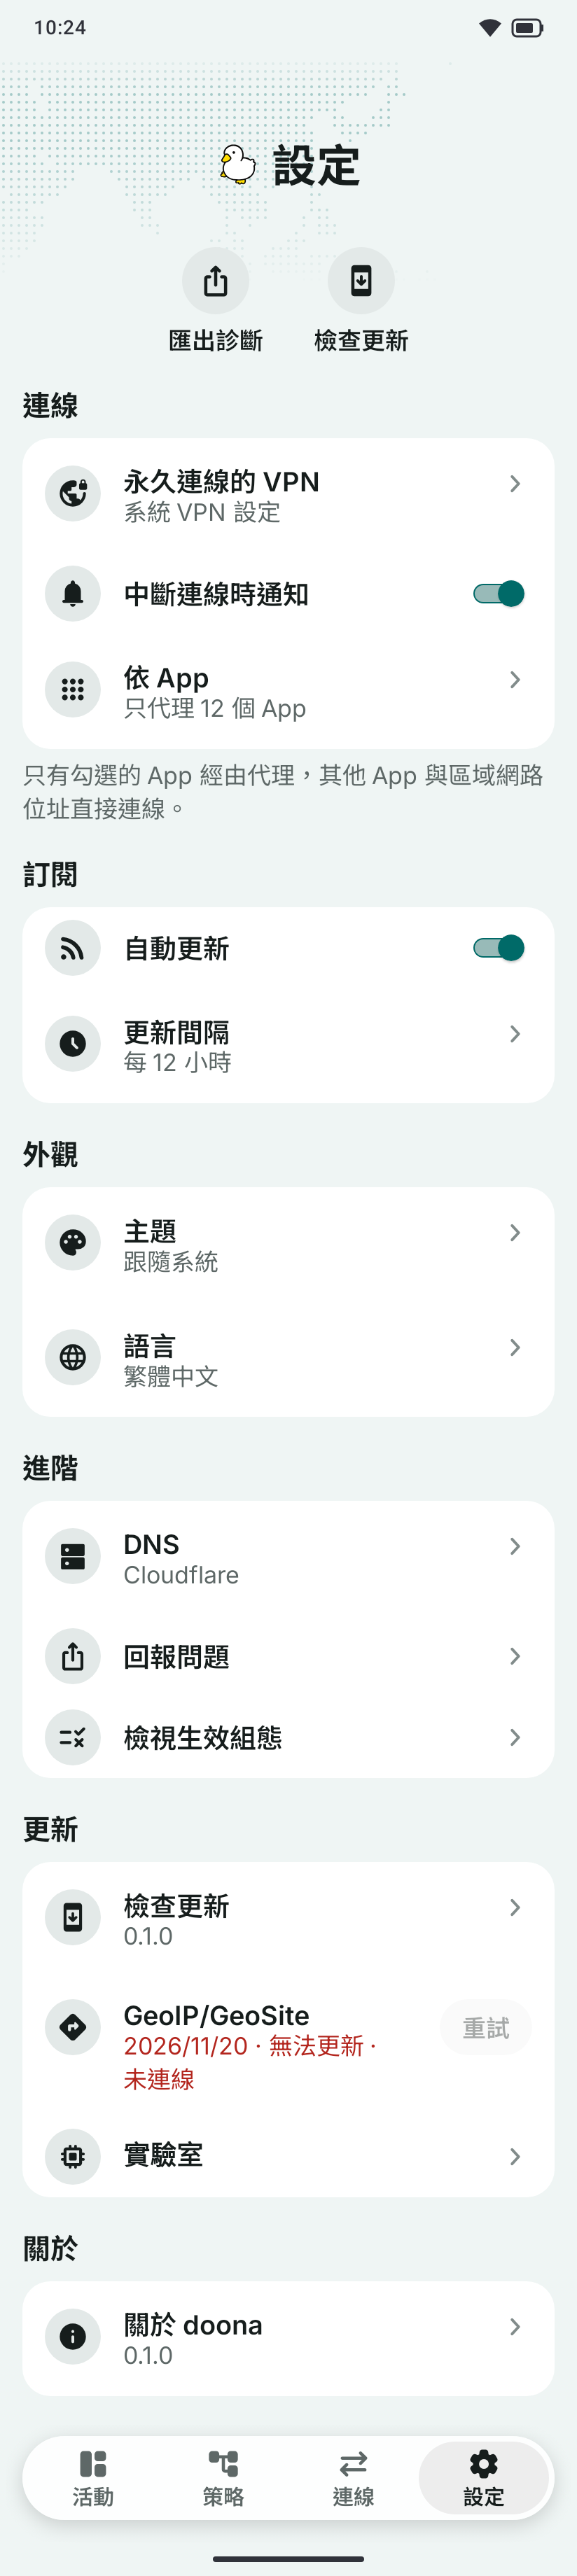 10:24
設定
匯出診斷
檢查更新
連線
永久連線的 VPN
系統 VPN 設定
中斷連線時通知
依 App
只代理 12 個 App
只有勾選的 App 經由代理，其他 App 與區域網路
位址直接連線。
訂閱
自動更新
更新間隔
每 12 小時
外觀
主題
跟隨系統
語言
繁體中文
進階
DNS
Cloudflare
回報問題
檢視生效組態
更新
檢查更新
0.1.0
GeoIP/GeoSite
2026/11/20 · 無法更新 ·
未連線
重試
實驗室
關於
關於 doona
0.1.0
活動
策略
連線
設定